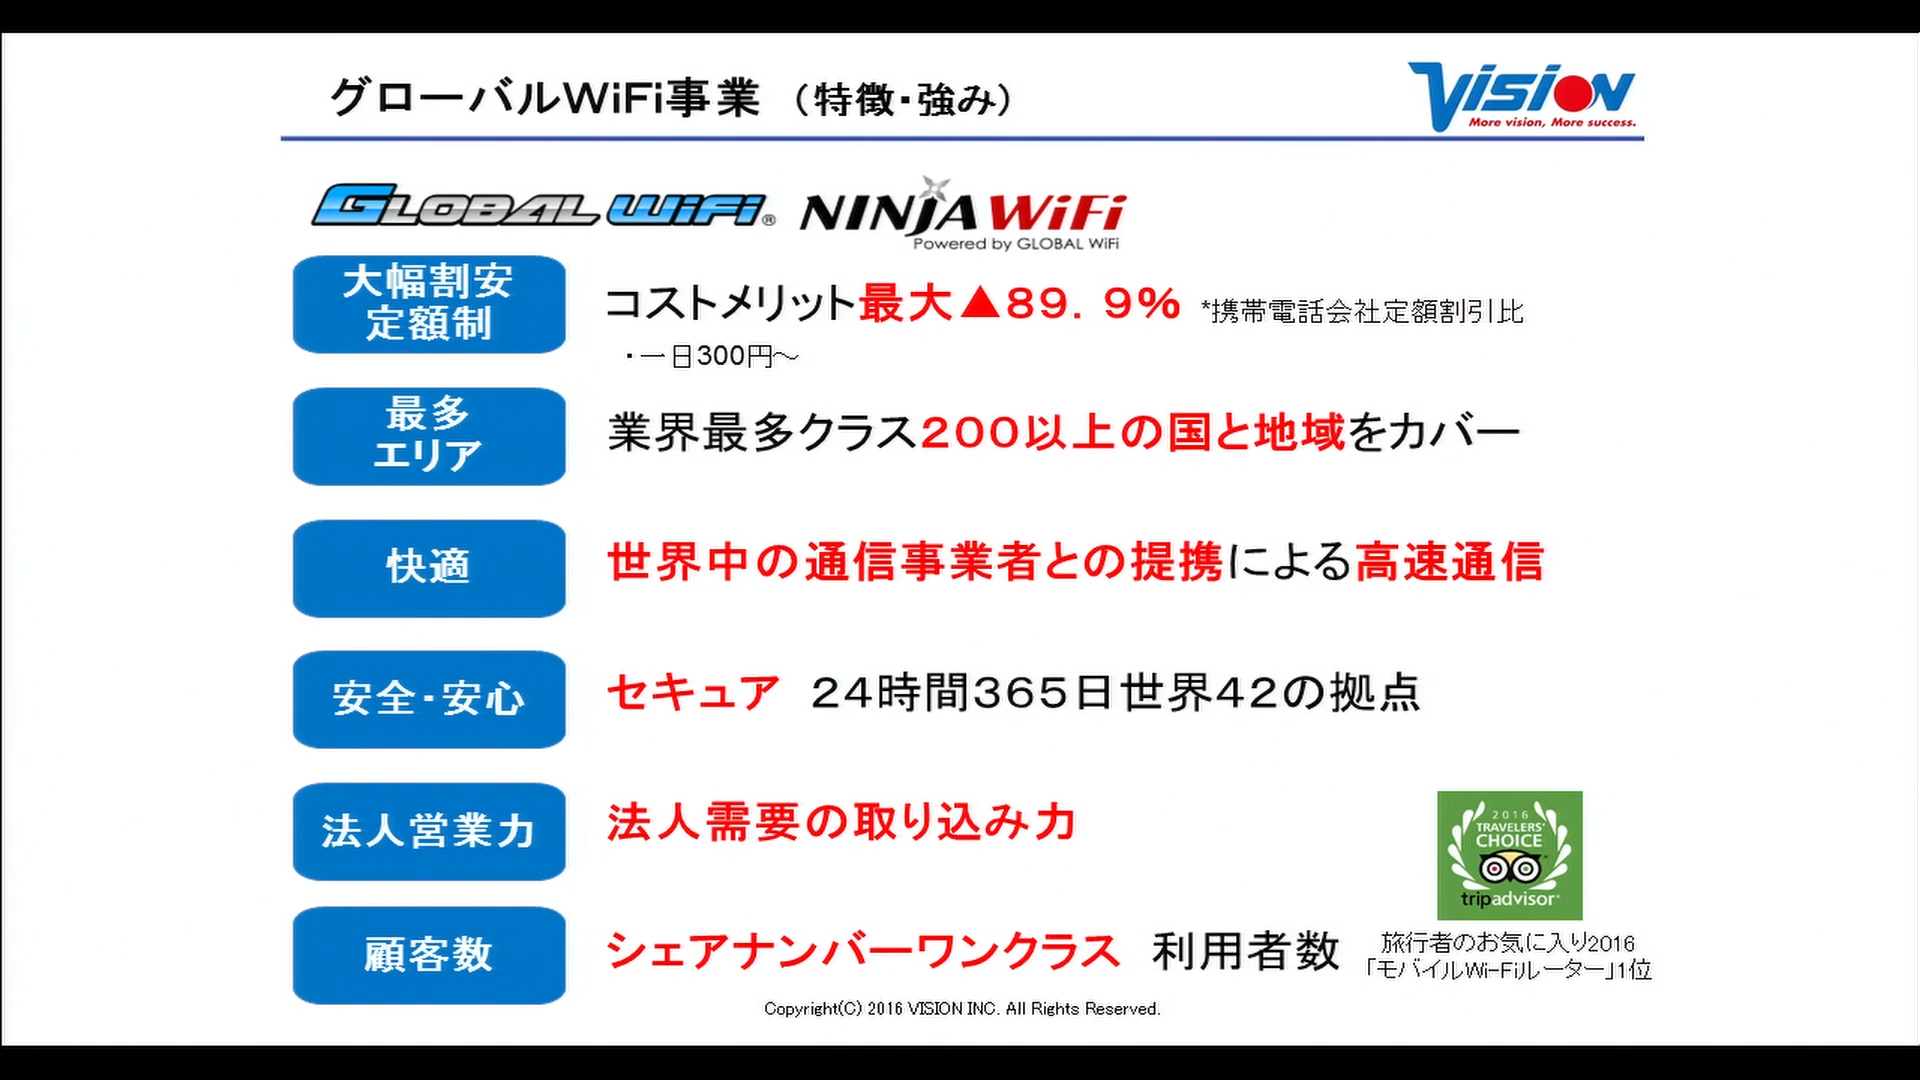 グローバルWiFi事業 （特徴・強み）
VISION
More vision, More success.
GLOBAL WiFi®
NINJA WiFi
Powered by GLOBAL WiFi
大幅割安
定額制
コストメリット最大▲89．9% *携帯電話会社定額割引比
・一日300円～
最多
エリア
業界最多クラス200以上の国と地域をカバー
快適
世界中の通信事業者との提携による高速通信
安全・安心
セキュア　24時間365日世界42の拠点
法人営業力
法人需要の取り込み力
2016
TRAVELERS'
CHOICE
tripadvisor
顧客数
シェアナンバーワンクラス　利用者数
旅行者のお気に入り2016
「モバイルWi-Fiルーター」1位
Copyright(C) 2016 VISION INC. All Rights Reserved.